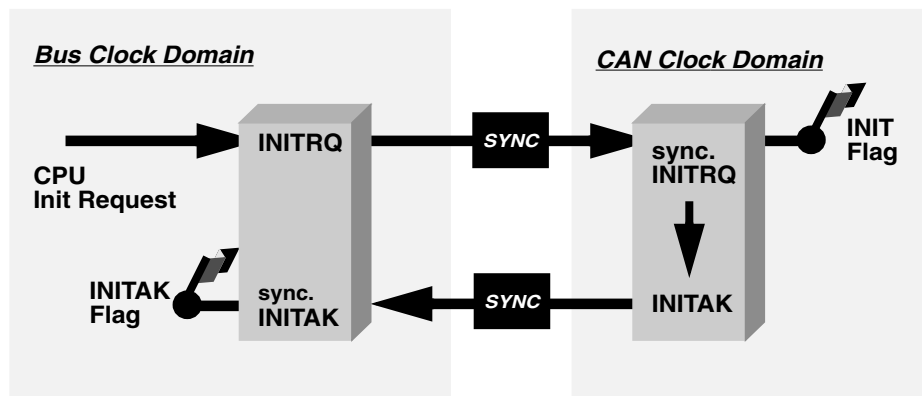 Bus Clock Domain
CAN Clock Domain
INITRQ
SYNC
sync.
INITRQ
INIT
Flag
CPU
Init Request
INITAK
Flag
sync.
INITAK
SYNC
INITAK